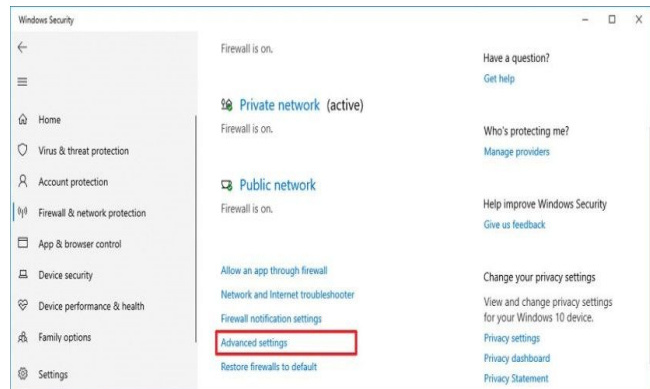 Windows Security
Home
Virus & threat protection
Account protection
Firewall & network protection
App & browser control
Device security
Device performance & health
Family options
Settings
Firewall is on.
Private network (active)
Firewall is on.
Public network
Firewall is on.
Allow an app through firewall
Network and Internet troubleshooter
Firewall notification settings
Advanced settings
Restore firewalls to default
Have a question?
Get help
Who's protecting me?
Manage providers
Help improve Windows Security
Give us feedback
Change your privacy settings
View and change privacy settings
for your Windows 10 device.
Privacy settings
Privacy dashboard
Privacy Statement